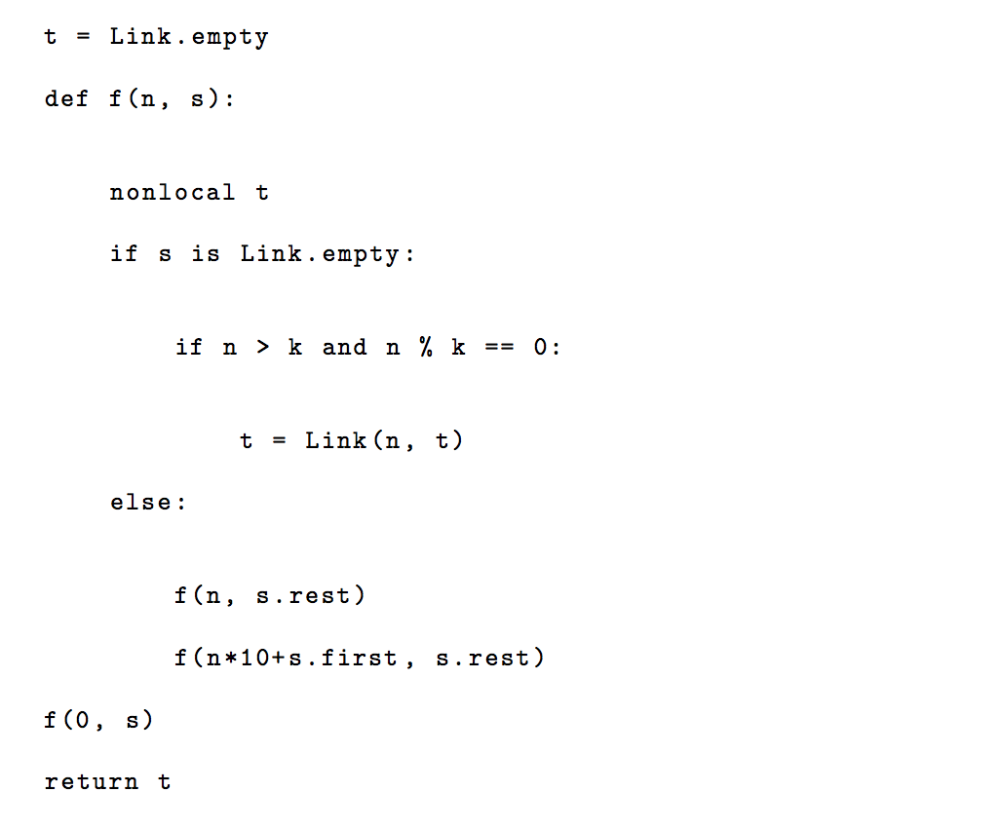 t = Link.empty
def f(n, s):
    nonlocal t
    if s is Link.empty:
        if n > k and n % k == 0:
            t = Link(n, t)
    else:
        f(n, s.rest)
        f(n*10+s.first, s.rest)
f(0, s)
return t